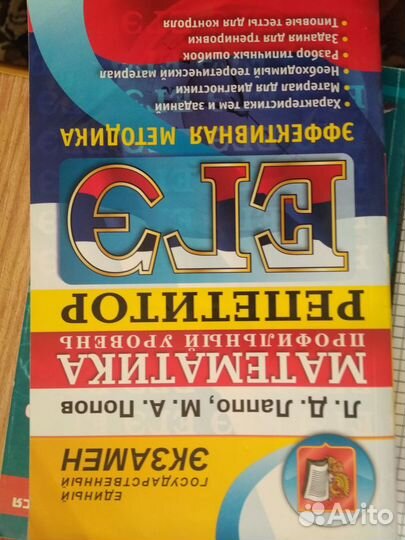 ЕДИНЫЙ
ГОСУДАРСТВЕННЫЙ
ЭКЗАМЕН
Л. Д. Лаппо, М. А. Попов
МАТЕМАТИКА
ПРОФИЛЬНЫЙ УРОВЕНЬ
РЕПЕТИТОР
ЕГЭ
ЭФФЕКТИВНАЯ МЕТОДИКА
• Характеристика тем и заданий
• Материал для диагностики
• Необходимый теоретический материал
• Разбор типичных ошибок
• Задания для тренировки
• Типовые тесты для контроля
Avito